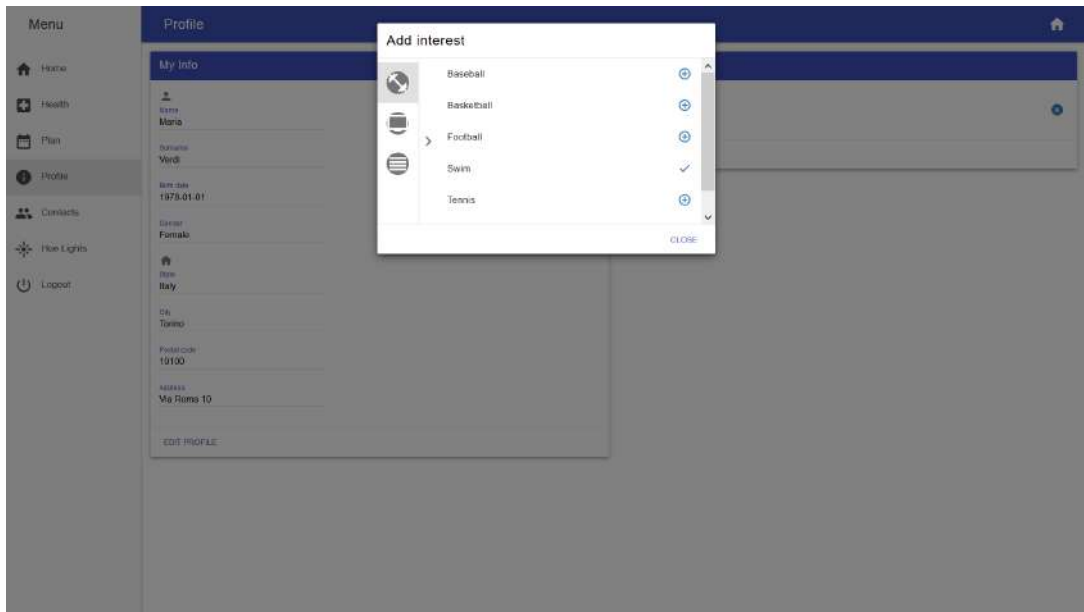 Menu
Home
Health
Plan
Profile
Contacts
Hue Lights
Logout
Profile
My Info
Name
Maria
Surname
Verdi
Birth date
1978-01-01
Gender
Female
State
Italy
City
Torino
Postal code
19100
Address
Via Roma 10
EDIT PROFILE
Add interest
Baseball
Basketball
Football
Swim
Tennis
CLOSE